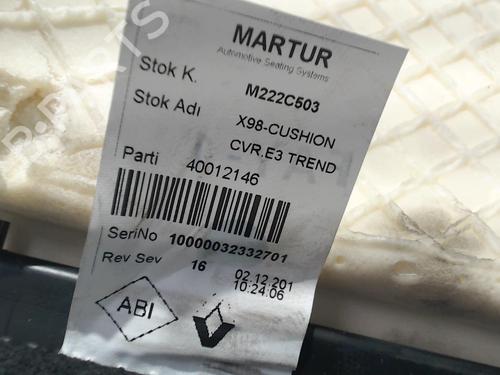 MARTUR
Automotive Seating Systems
Stok K. M222C503
Stok Adı X98-CUSHION
CVR.E3 TREND
Parti 40012146
SeriNo 10000032332701
Rev Sev 16 02.12.201
10:24:06
ABI